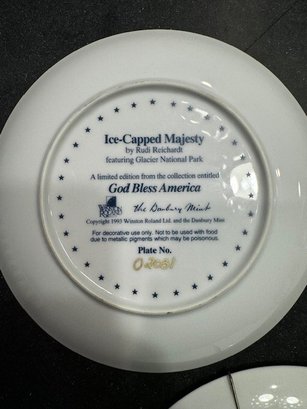 Ice-Capped Majesty
by Rudi Reichardt
featuring Glacier National Park
A limited edition from the collection entitled
God Bless America
the Danbury Mint
Copyright 1993 Winston Roland Ltd. and the Danbury Mint
For decorative use only. Not to be used with food
due to metallic pigments which may be poisonous.
Plate No.